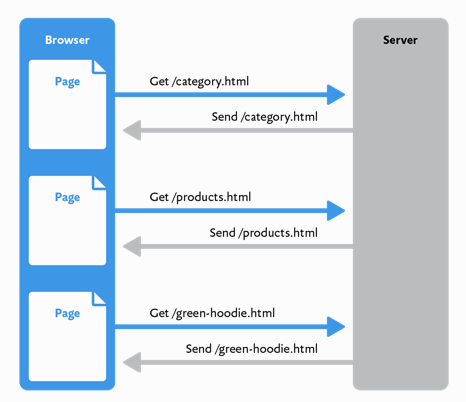 Browser
Server
Page
Get /category.html
Send /category.html
Page
Get /products.html
Send /products.html
Page
Get /green-hoodie.html
Send /green-hoodie.html